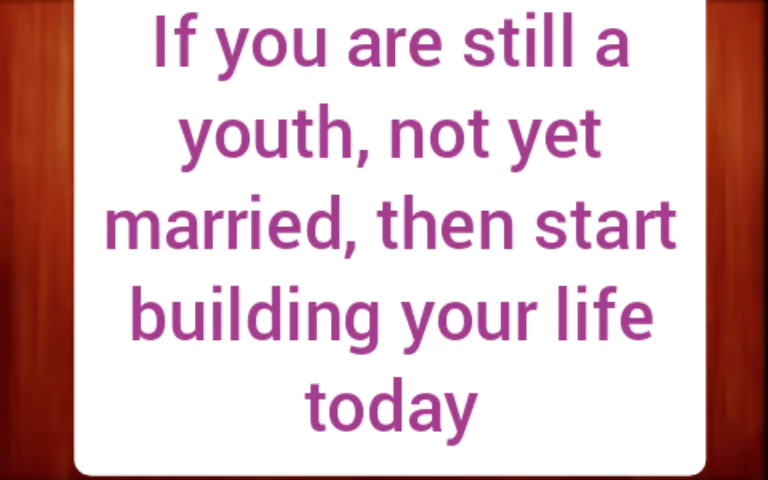 If you are still a
youth, not yet
married, then start
building your life
today